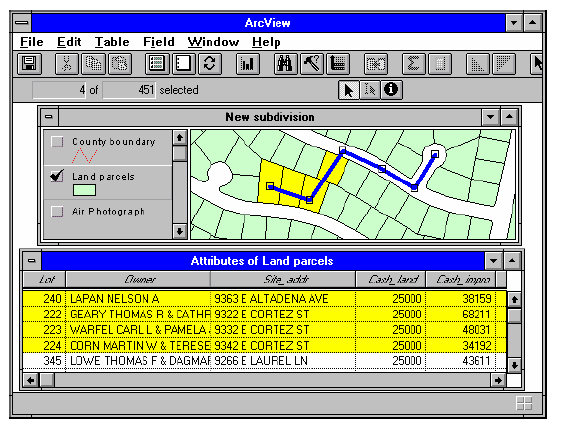 ArcView
File Edit Table Field Window Help
4 of 451 selected
New subdivision
County boundary
Land parcels
Air Photograph
Attributes of Land parcels
Lot Owner Site_addr Cash_land Cash_impro
240 LAPAN NELSON A 9363 E ALTADENA AVE 25000 38159
222 GEARY THOMAS R & CATHR 9322 E CORTEZ ST 25000 68211
223 WARFEL CARL L & PAMELA 9332 E CORTEZ ST 25000 48031
224 CORN MARTIN W & TERESE 9342 E CORTEZ ST 25000 34192
345 LOWE THOMAS F & DAGMAR 9266 E LAUREL LN 25000 43611